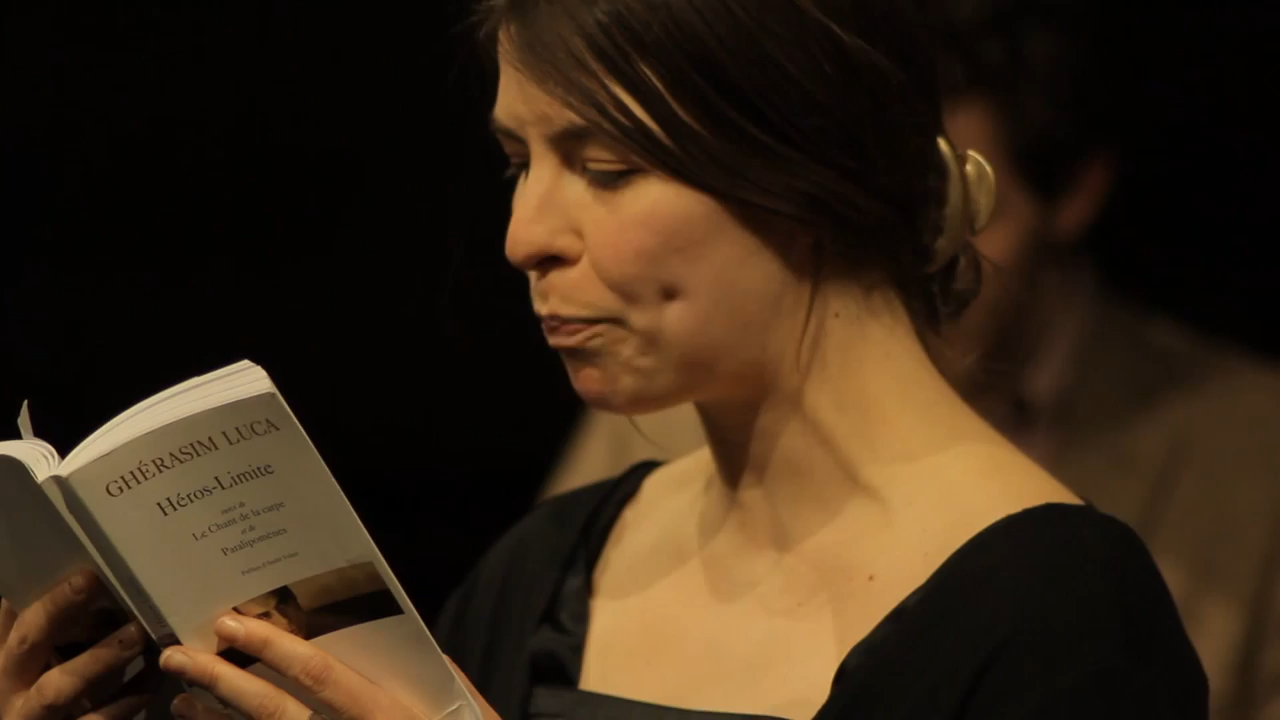 GHÉRASIM LUCA
Héros-Limite
suivi de
Le Chant de la carpe
et de
Paralipomènes